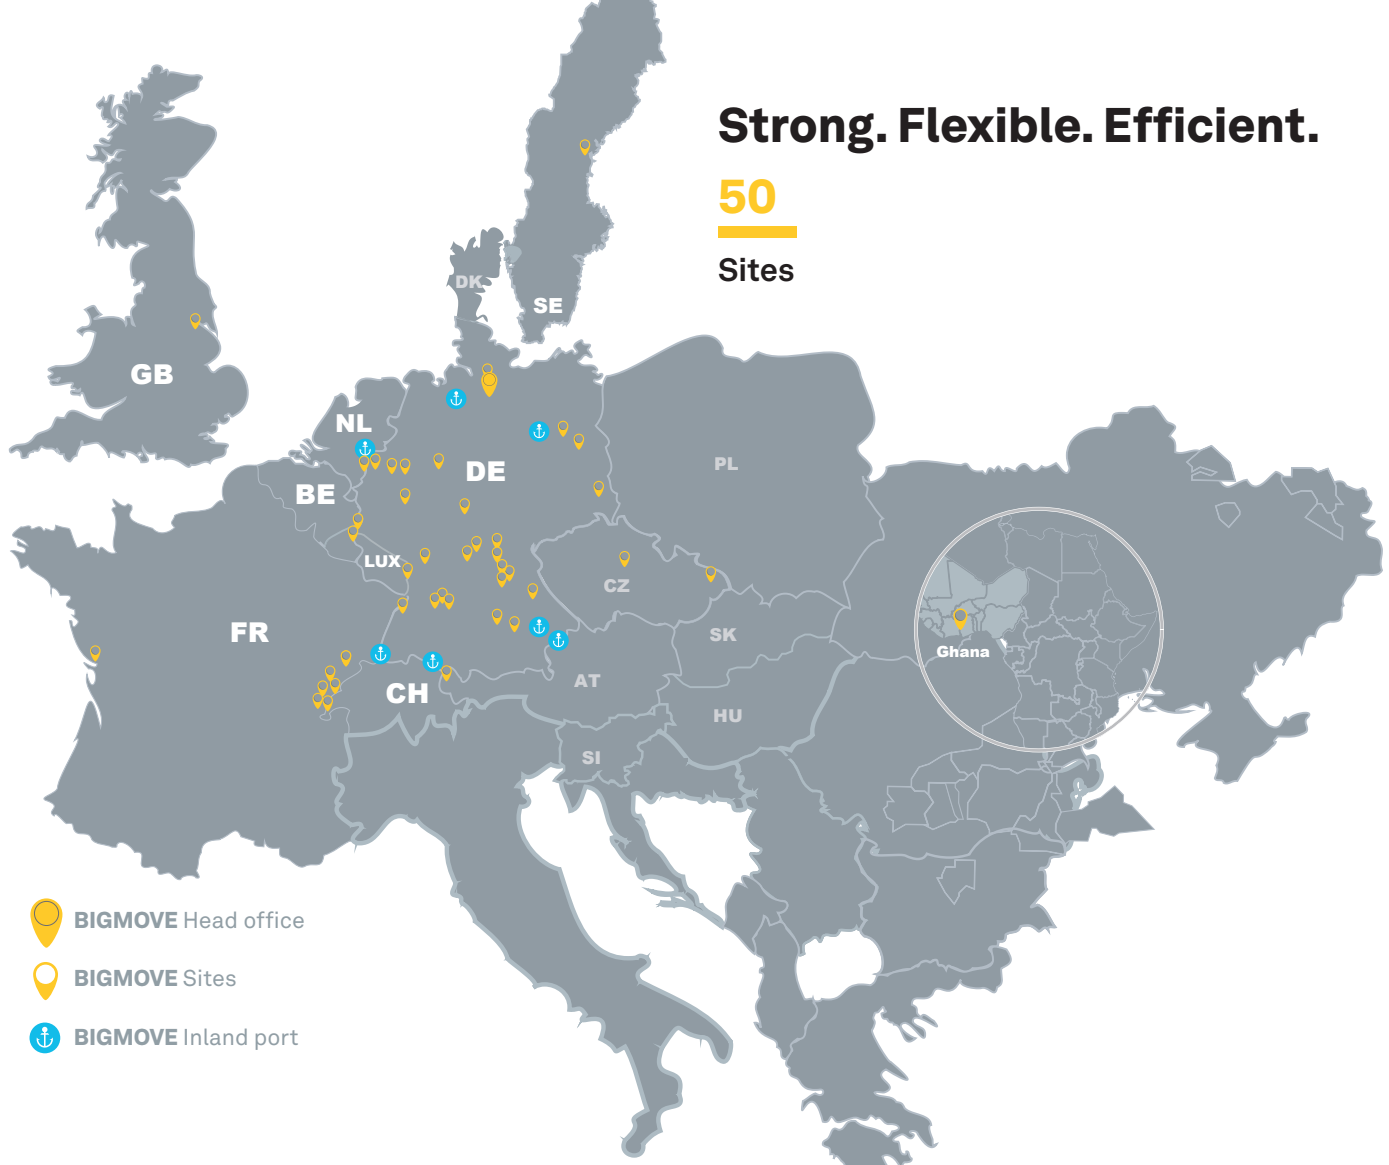 Strong. Flexible. Efficient.
50
Sites
DK
SE
GB
NL
DE
PL
BE
LUX
CZ
FR
SK
Ghana
AT
CH
HU
SI
BIGMOVE Head office
BIGMOVE Sites
BIGMOVE Inland port